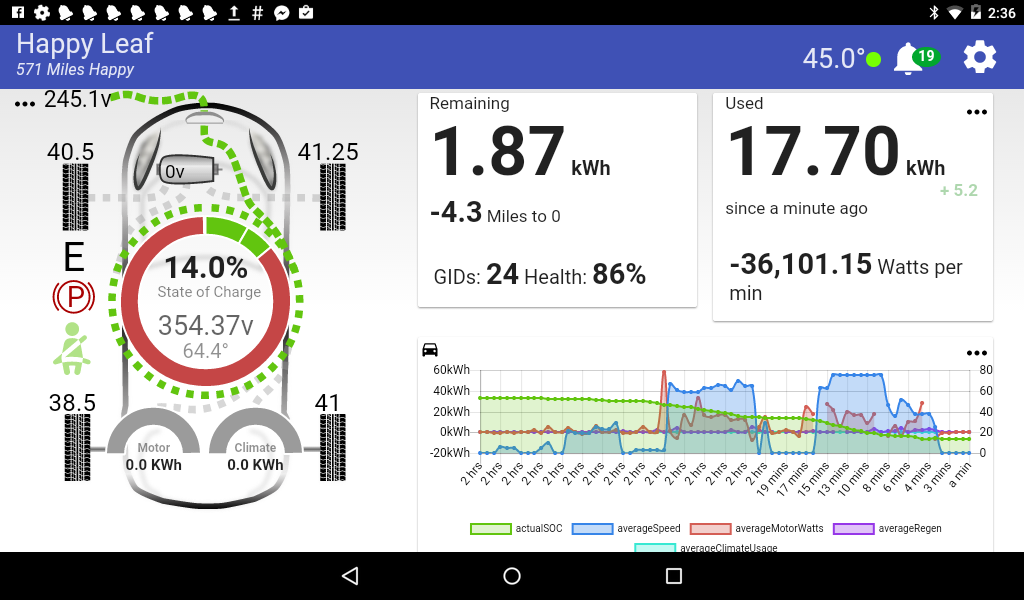 2:36
Happy Leaf
571 Miles Happy
45.0°
19
245.1v
40.5
41.25
0v
E
P
14.0%
State of Charge
354.37v
64.4°
38.5
41
Motor
0.0 KWh
Climate
0.0 KWh
Remaining
1.87 kWh
-4.3 Miles to 0
GIDs: 24 Health: 86%
Used
17.70 kWh
+ 5.2
since a minute ago
-36,101.15 Watts per
min
60kWh
40kWh
20kWh
0kWh
-20kWh
80
60
40
20
0
2 hrs 2 hrs 2 hrs 2 hrs 2 hrs 2 hrs 2 hrs 2 hrs 2 hrs 2 hrs 2 hrs 2 hrs 2 hrs 2 hrs 2 hrs 19 mins 17 mins 15 mins 13 mins 10 mins 8 mins 6 mins 4 mins 3 mins a min
actualSOC averageSpeed averageMotorWatts averageRegen
averageClimateUsage